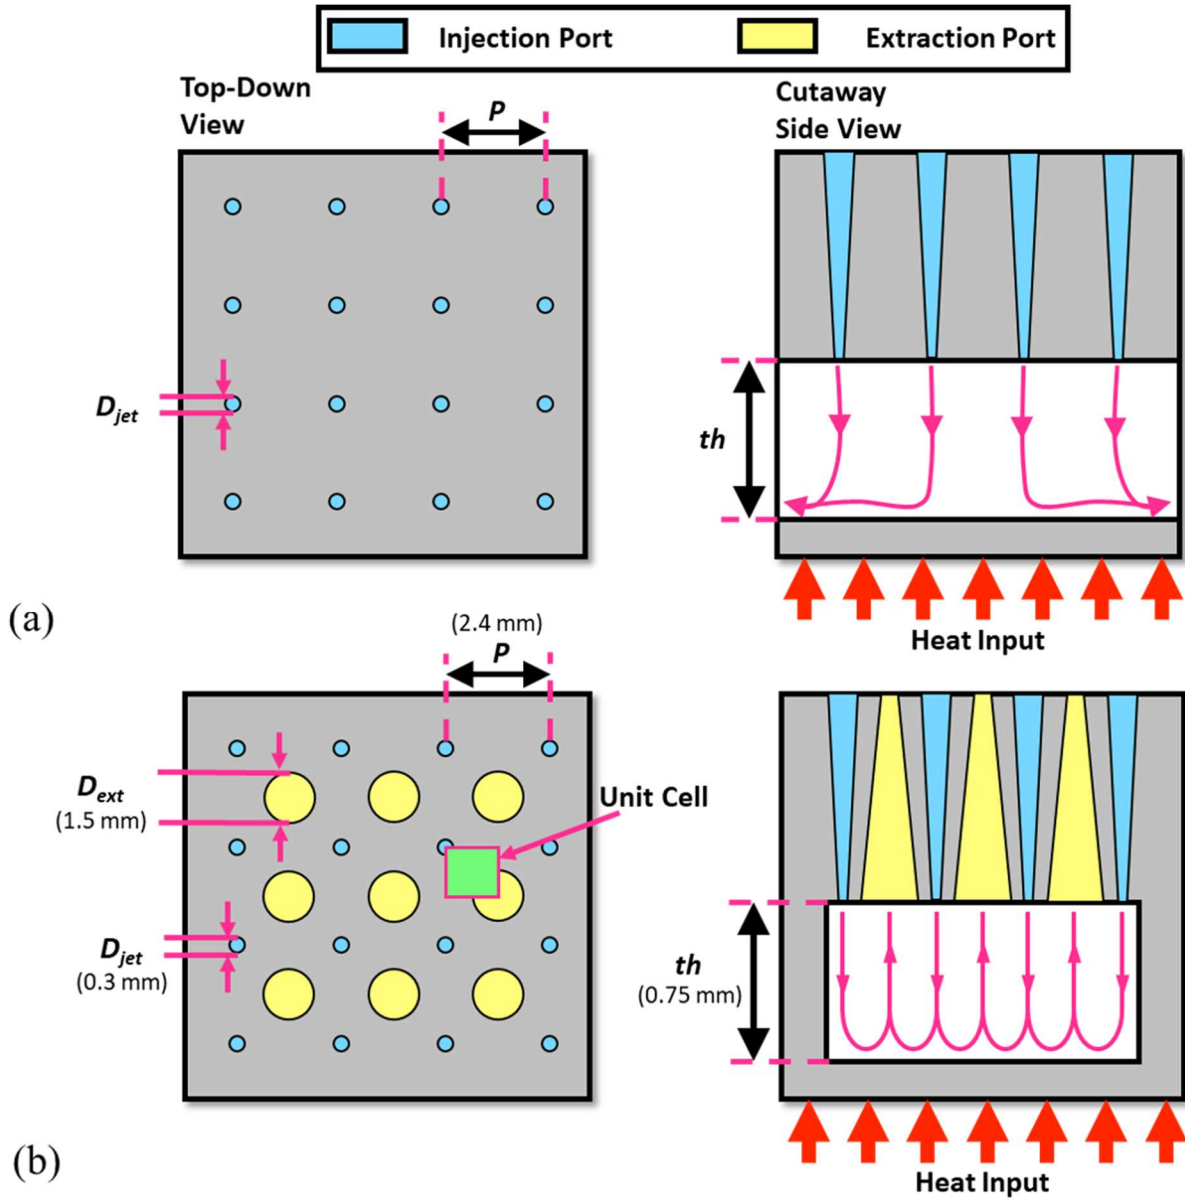 Injection Port
Extraction Port
Top-Down
View
P
Cutaway
Side View
D_jet
th
Heat Input
(a)
(2.4 mm)
P
D_ext
(1.5 mm)
Unit Cell
D_jet
(0.3 mm)
th
(0.75 mm)
Heat Input
(b)